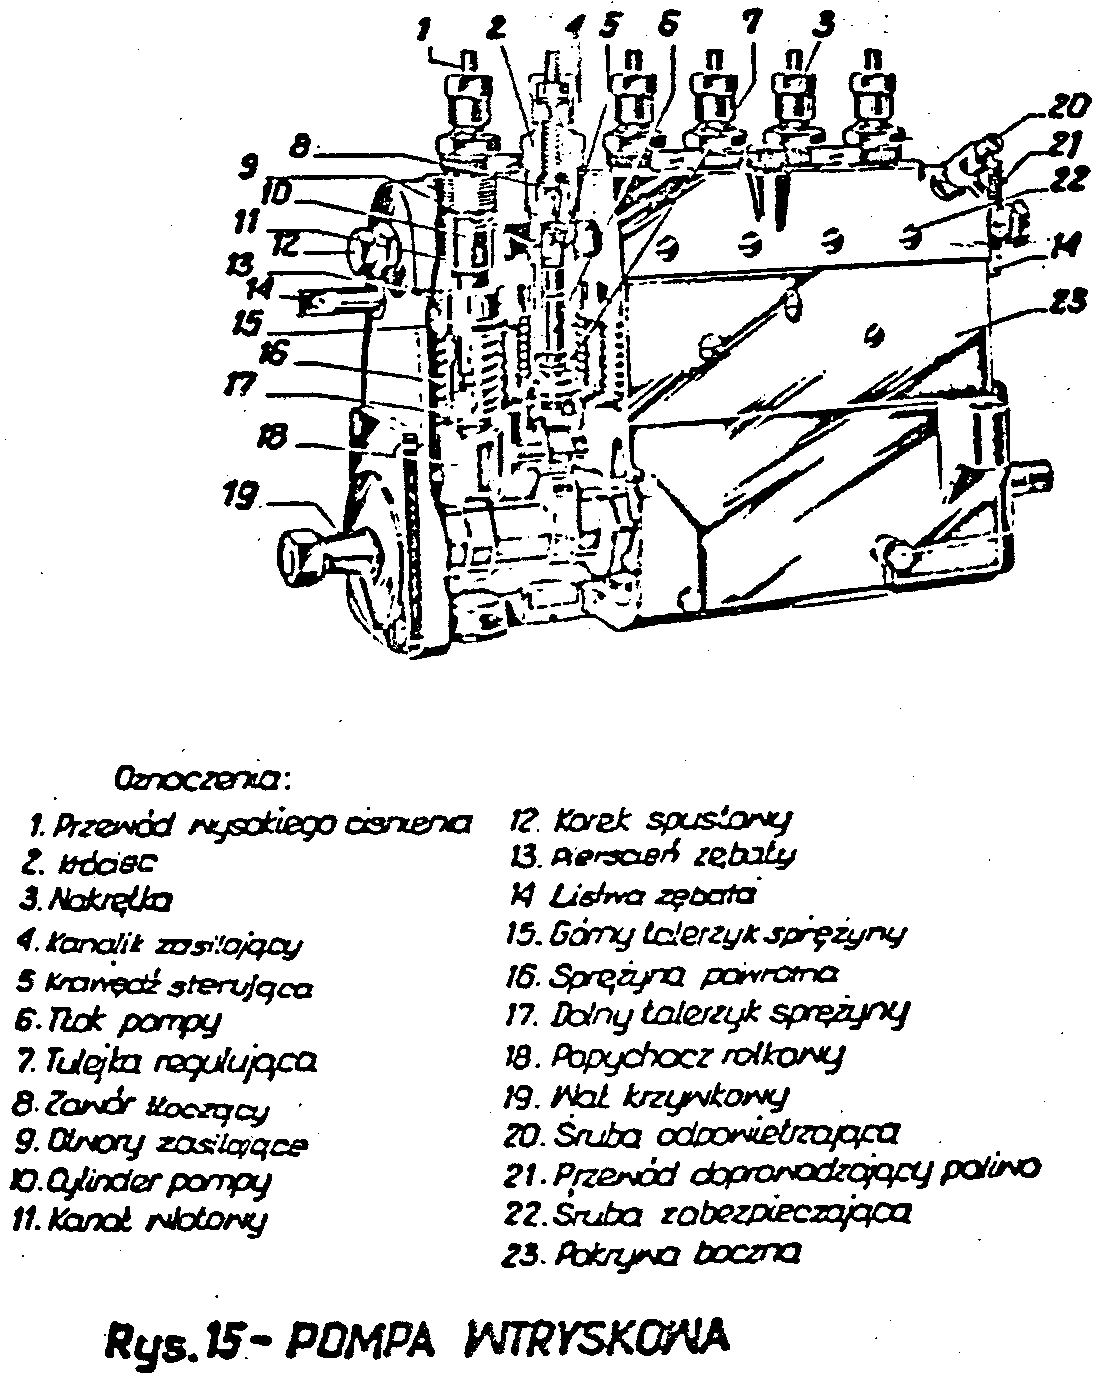 1 2 4 5 6 7 3
20
21
22
14
23
8
9
10
11
12
13
14
15
16
17
18
19
Oznaczenia:
1. Przewód wysokiego ciśnienia
2. Króciec
3. Nakrętka
4. Kanalik zasilający
5 Krawędź sterująca
6. Tłok pompy
7. Tulejka regulująca
8. Zawór tłoczący
9. Otwory zasilające
10. Cylinder pompy
11. Kanał wlotowy
12. Korek spustowy
13. Pierscień zębaty
14 Listwa zębata
15. Górny talerzyk sprężyny
16. Sprężyna powrotna
17. Dolny talerzyk sprężyny
18. Popychacz rolkowy
19. Wał krzywkowy
20. Śruba odpowietrzająca
21. Przewód doprowadzający paliwo
22. Śruba zabezpieczająca
23. Pokrywa boczna
Rys. 15 - POMPA WTRYSKOWA